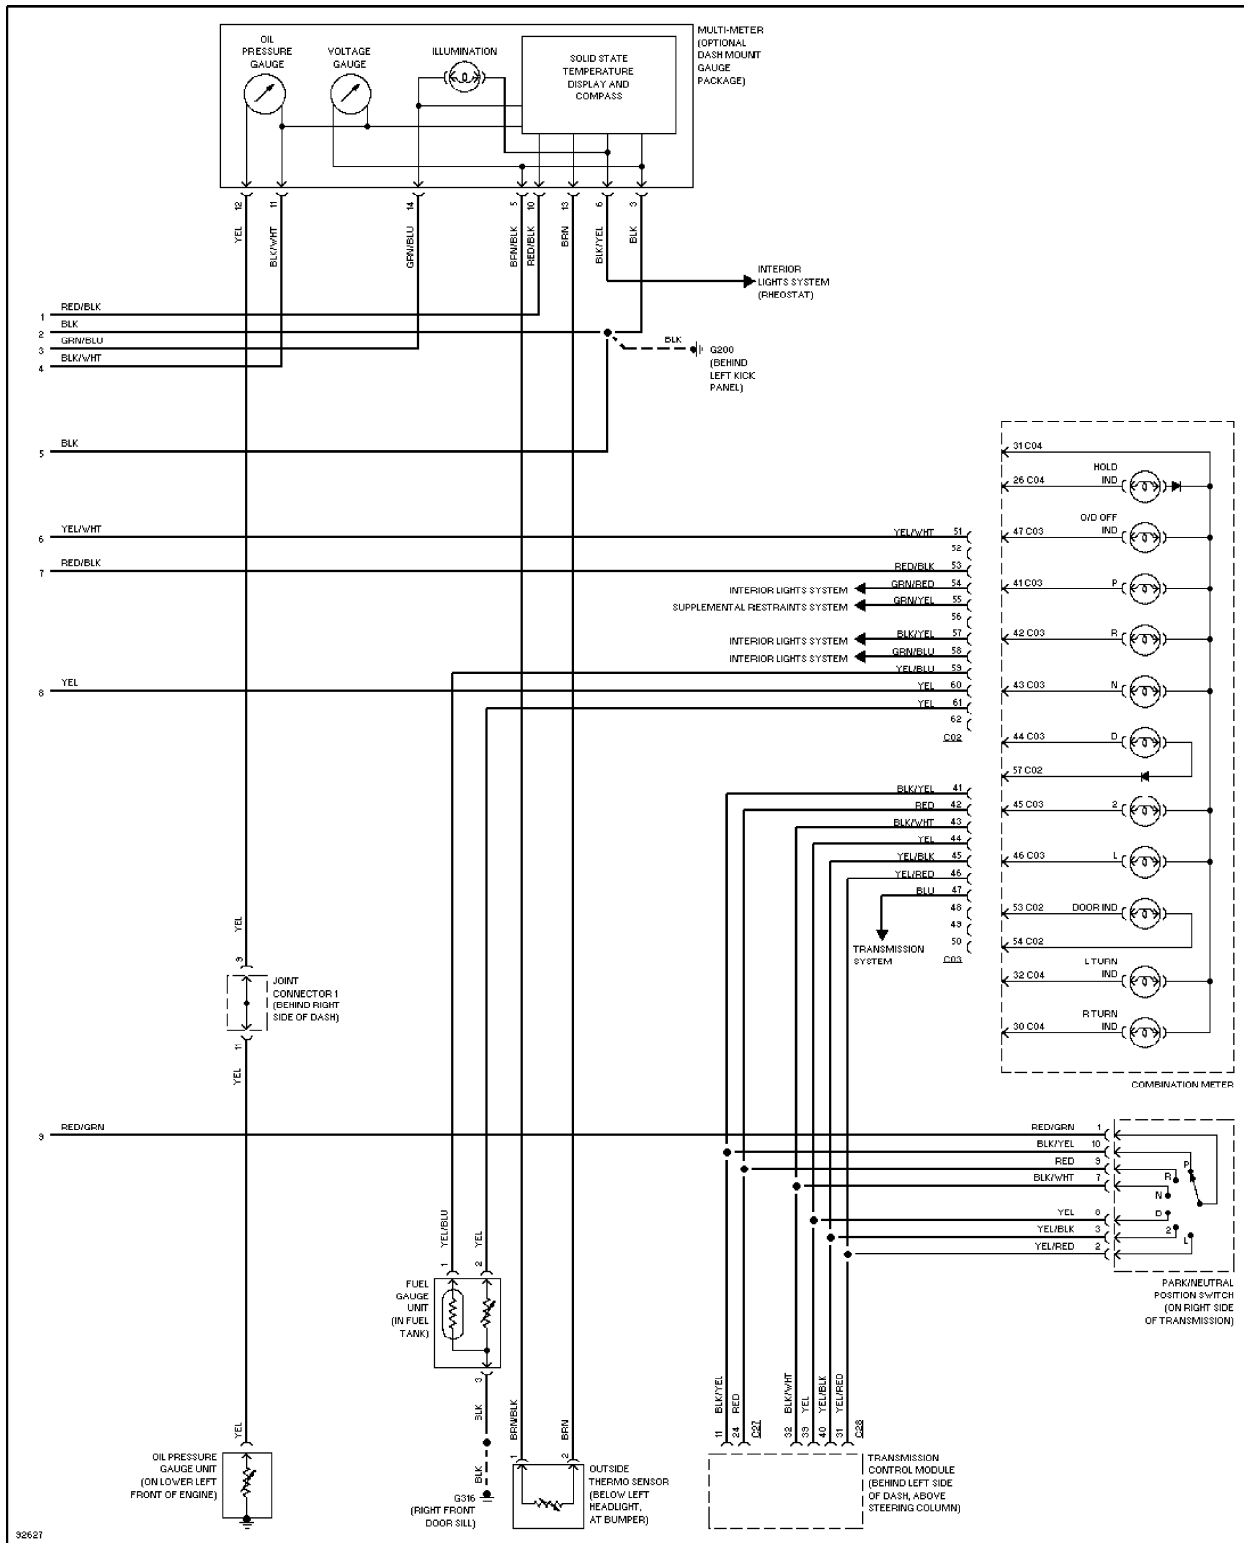 MULTI-METER
(OPTIONAL
DASH MOUNT
GAUGE
PACKAGE)
OIL
PRESSURE
GAUGE
VOLTAGE
GAUGE
ILLUMINATION
SOLID STATE
TEMPERATURE
DISPLAY AND
COMPASS
12
11
14
5
10
13
6
3
YEL
BLK/WHT
GRN/BLU
BRN/BLK
RED/BLK
BRN
BLK/YEL
BLK
INTERIOR
LIGHTS SYSTEM
(RHEOSTAT)
1 RED/BLK
2 BLK
3 GRN/BLU
4 BLK/WHT
BLK
G200
(BEHIND
LEFT KICK
PANEL)
5 BLK
6 YEL/WHT
7 RED/BLK
8 YEL
YEL/WHT 51
52
RED/BLK 53
INTERIOR LIGHTS SYSTEM GRN/RED 54
SUPPLEMENTAL RESTRAINTS SYSTEM GRN/YEL 55
56
INTERIOR LIGHTS SYSTEM BLK/YEL 57
INTERIOR LIGHTS SYSTEM GRN/BLU 58
YEL/BLU 59
YEL 60
YEL 61
62
C02
BLK/YEL 41
RED 42
BLK/WHT 43
YEL 44
YEL/BLK 45
YEL/RED 46
BLU 47
48
49
50
C03
TRANSMISSION
SYSTEM
31 C04
26 C04 HOLD
IND
47 C03 O/D OFF
IND
41 C03 P
42 C03 R
43 C03 N
44 C03 D
57 C02
45 C03 2
46 C03 L
53 C02 DOOR IND
54 C02
32 C04 L TURN
IND
30 C04 R TURN
IND
COMBINATION METER
YEL
9
JOINT
CONNECTOR 1
(BEHIND RIGHT
SIDE OF DASH)
11
YEL
9 RED/GRN
RED/GRN 1
BLK/YEL 10
RED 9
BLK/WHT 7
YEL 8
YEL/BLK 3
YEL/RED 2
P
R
N
D
2
L
PARK/NEUTRAL
POSITION SWITCH
(ON RIGHT SIDE
OF TRANSMISSION)
YEL/BLU
YEL
1
2
FUEL
GAUGE
UNIT
(IN FUEL
TANK)
3
BLK
BLK
G316
(RIGHT FRONT
DOOR SILL)
YEL
OIL PRESSURE
GAUGE UNIT
(ON LOWER LEFT
FRONT OF ENGINE)
BRN/BLK
BRN
1
2
OUTSIDE
THERMO SENSOR
(BELOW LEFT
HEADLIGHT,
AT BUMPER)
BLK/YEL
RED
BLK/WHT
YEL
YEL/BLK
YEL/RED
11
24
C27
32
39
40
31
C28
TRANSMISSION
CONTROL MODULE
(BEHIND LEFT SIDE
OF DASH, ABOVE
STEERING COLUMN)
92627